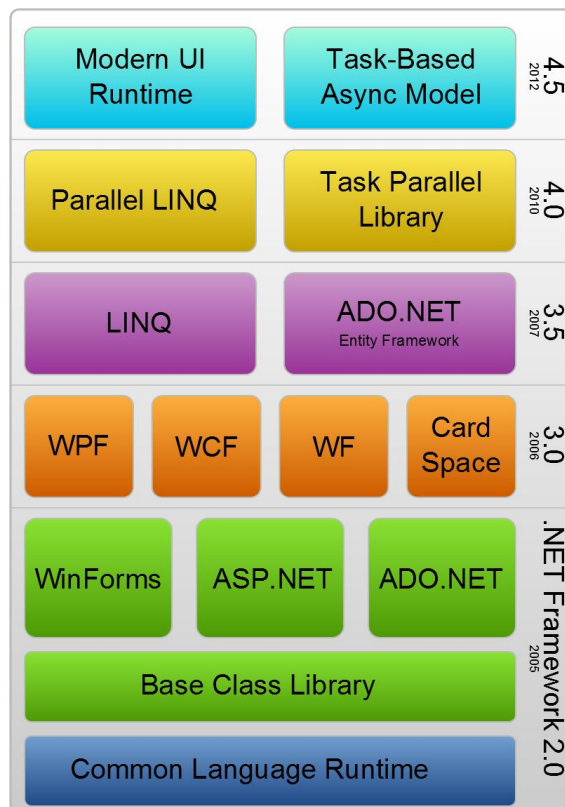 Modern UI
Runtime
Task-Based
Async Model
4.5
2012
Parallel LINQ
Task Parallel
Library
4.0
2010
LINQ
ADO.NET
Entity Framework
3.5
2007
WPF
WCF
WF
Card
Space
3.0
2006
WinForms
ASP.NET
ADO.NET
Base Class Library
Common Language Runtime
.NET Framework 2.0
2005